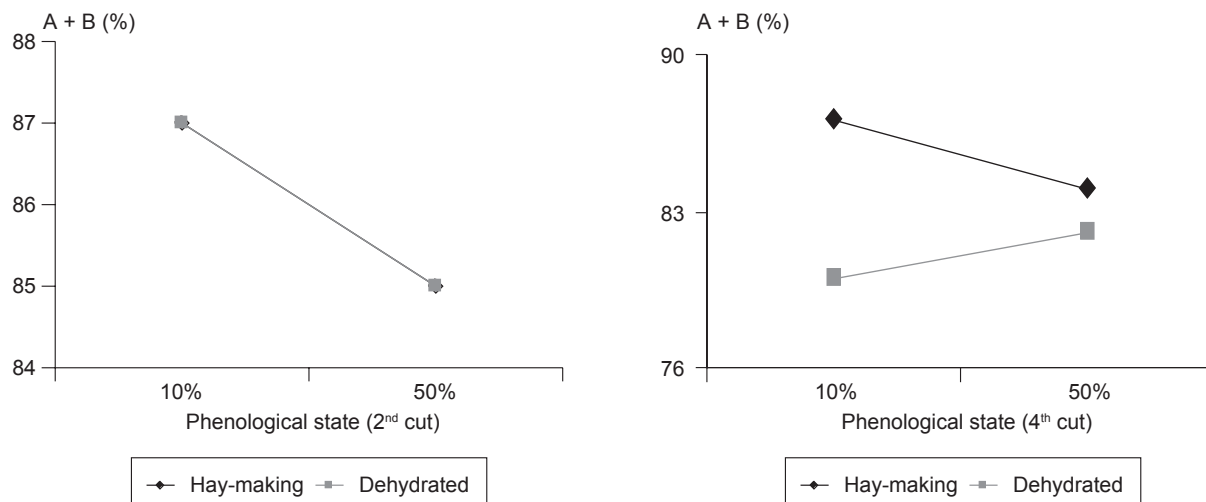 A + B (%)
88
87
86
85
84
10% 50%
Phenological state (2nd cut)
Hay-making Dehydrated
A + B (%)
90
83
76
10% 50%
Phenological state (4th cut)
Hay-making Dehydrated